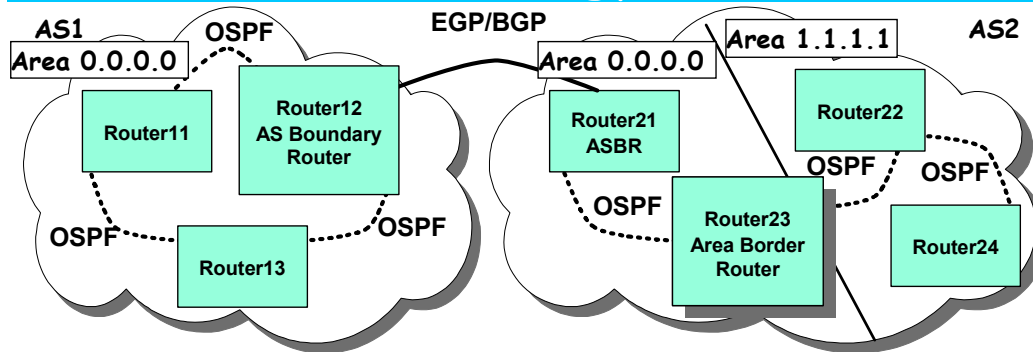 AS1
OSPF
EGP/BGP
AS2
Area 0.0.0.0
Area 0.0.0.0
Area 1.1.1.1
Router11
Router12
AS Boundary
Router
Router21
ASBR
Router22
OSPF
OSPF
OSPF
OSPF
OSPF
Router13
Router23
Area Border
Router
Router24